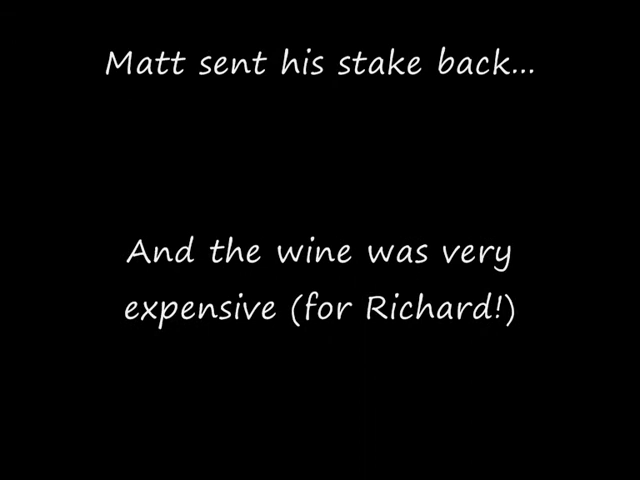 Matt sent his stake back...
And the wine was very
expensive (for Richard!)